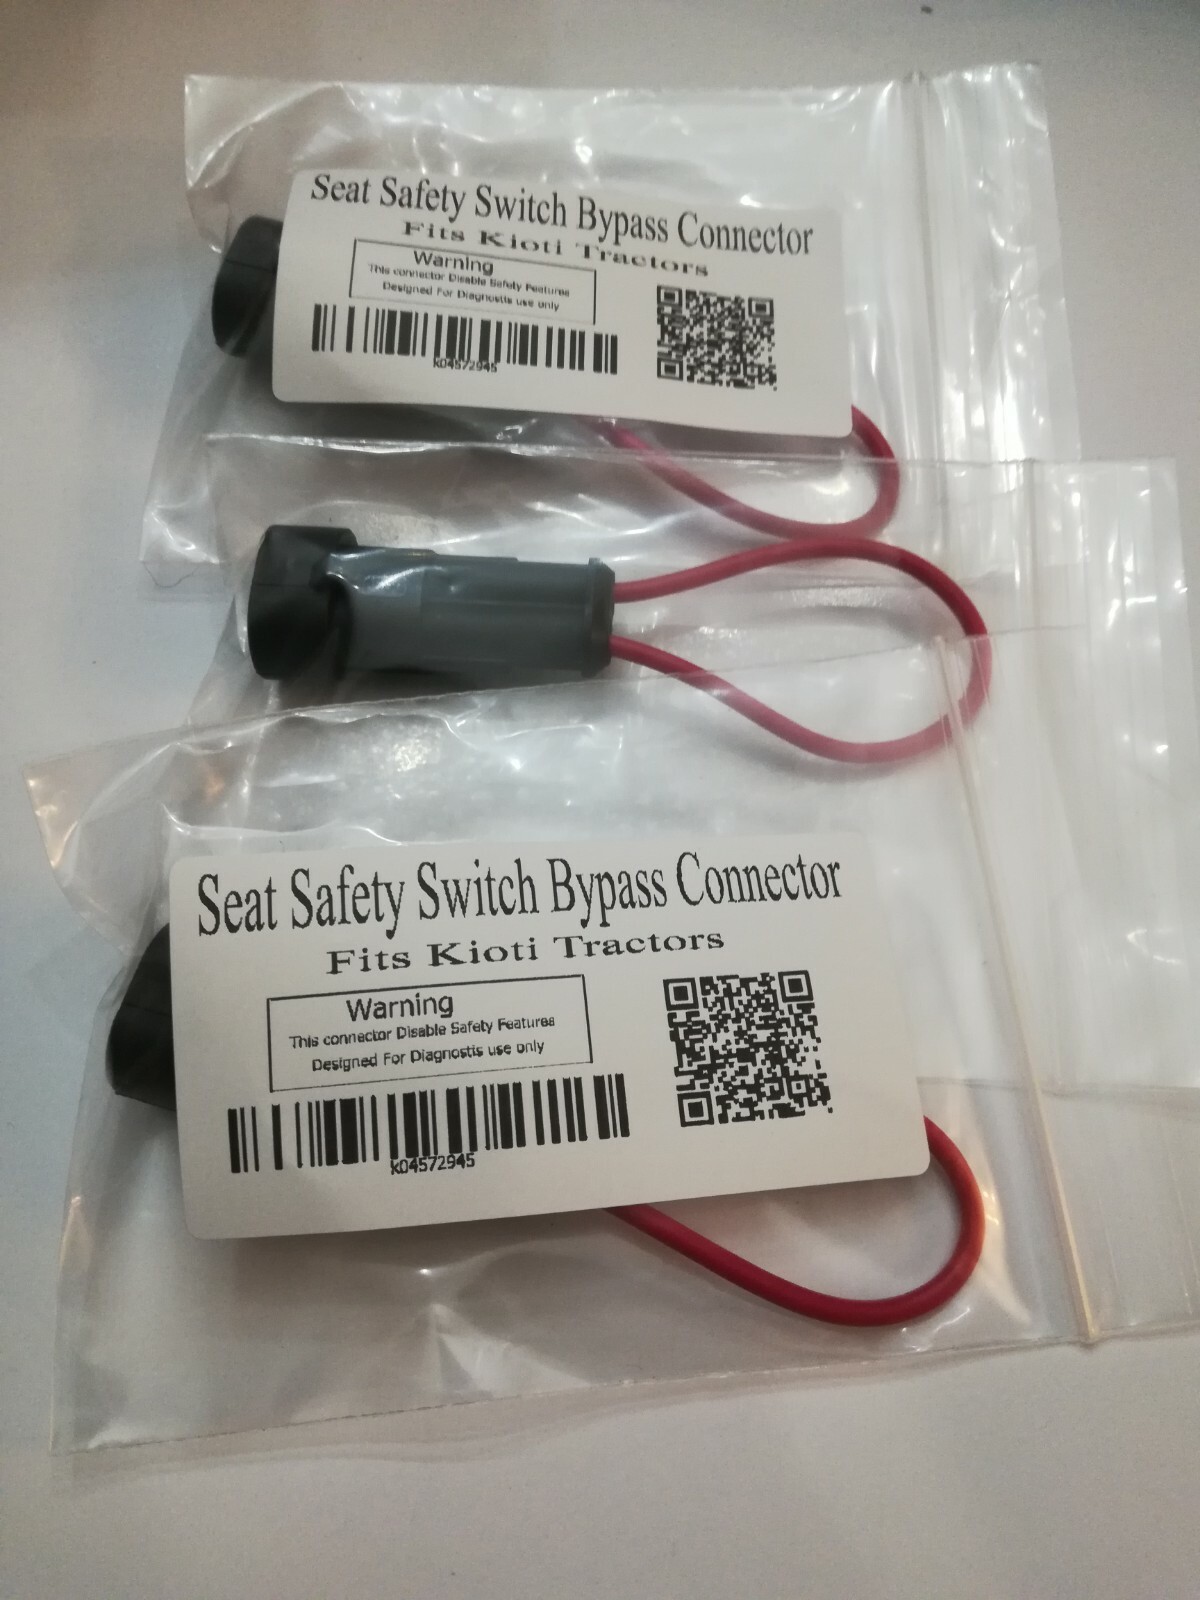 Seat Safety Switch Bypass Connector
Fits Kioti Tractors
Warning
This connector Disable Safety Features
Designed For Diagnostis use only
k04572945
Seat Safety Switch Bypass Connector
Fits Kioti Tractors
Warning
This connector Disable Safety Features
Designed For Diagnostis use only
k04572945